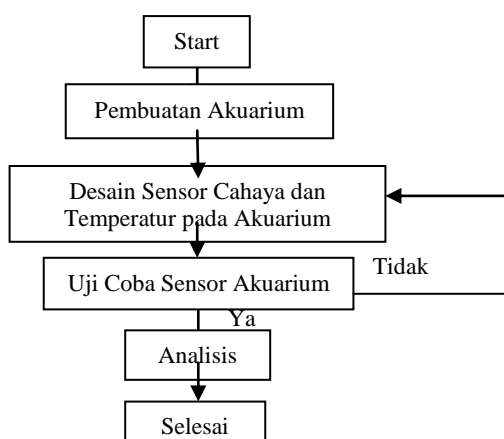 Start
Pembuatan Akuarium
Desain Sensor Cahaya dan
Temperatur pada Akuarium
Uji Coba Sensor Akuarium
Tidak
Ya
Analisis
Selesai